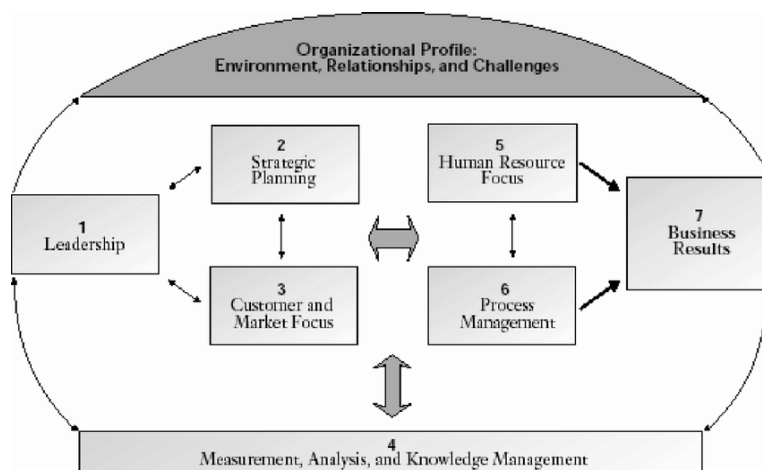 Organizational Profile:
Environment, Relationships, and Challenges
2
Strategic
Planning
5
Human Resource
Focus
1
Leadership
7
Business
Results
3
Customer and
Market Focus
6
Process
Management
4
Measurement, Analysis, and Knowledge Management